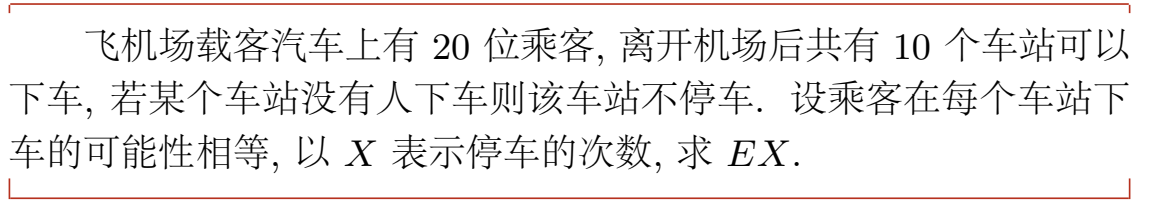 飞机场载客汽车上有 20 位乘客, 离开机场后共有 10 个车站可以
下车, 若某个车站没有人下车则该车站不停车. 设乘客在每个车站下
车的可能性相等, 以 X 表示停车的次数, 求 EX.